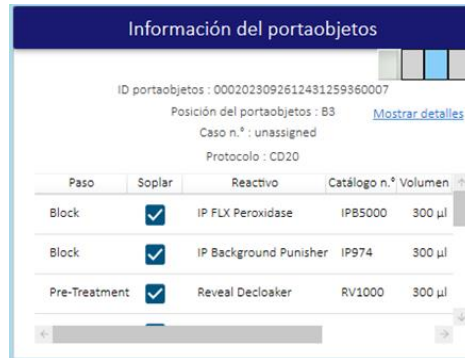 Información del portaobjetos
ID portaobjetos : 0002023092612431259360007
Posición del portaobjetos : B3 Mostrar detalles
Caso n.° : unassigned
Protocolo : CD20
Paso Soplar Reactivo Catálogo n.° Volumen
Block IP FLX Peroxidase IPB5000 300 µl
Block IP Background Punisher IP974 300 µl
Pre-Treatment Reveal Decloaker RV1000 300 µl